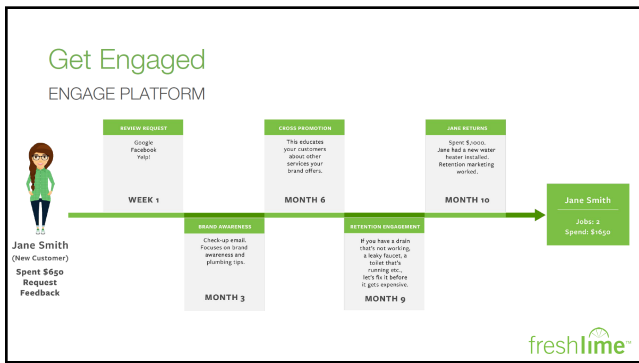 Get Engaged
ENGAGE PLATFORM
REVIEW REQUEST
Google
Facebook
Yelp!
WEEK 1
CROSS PROMOTION
This educates
your customers
about other
services your
brand offers.
MONTH 6
JANE RETURNS
Spent $,1000.
Jane had a new water
heater installed.
Retention marketing
worked.
MONTH 10
Jane Smith
(New Customer)
Spent $650
Request
Feedback
BRAND AWARENESS
Check-up email.
Focuses on brand
awareness and
plumbing tips.
MONTH 3
RETENTION ENGAGEMENT
If you have a drain
that's not working,
a leaky faucet, a
toilet that's
running etc.,
let's fix it before
it gets expensive.
MONTH 9
Jane Smith
Jobs: 2
Spend: $1650
freshlime™